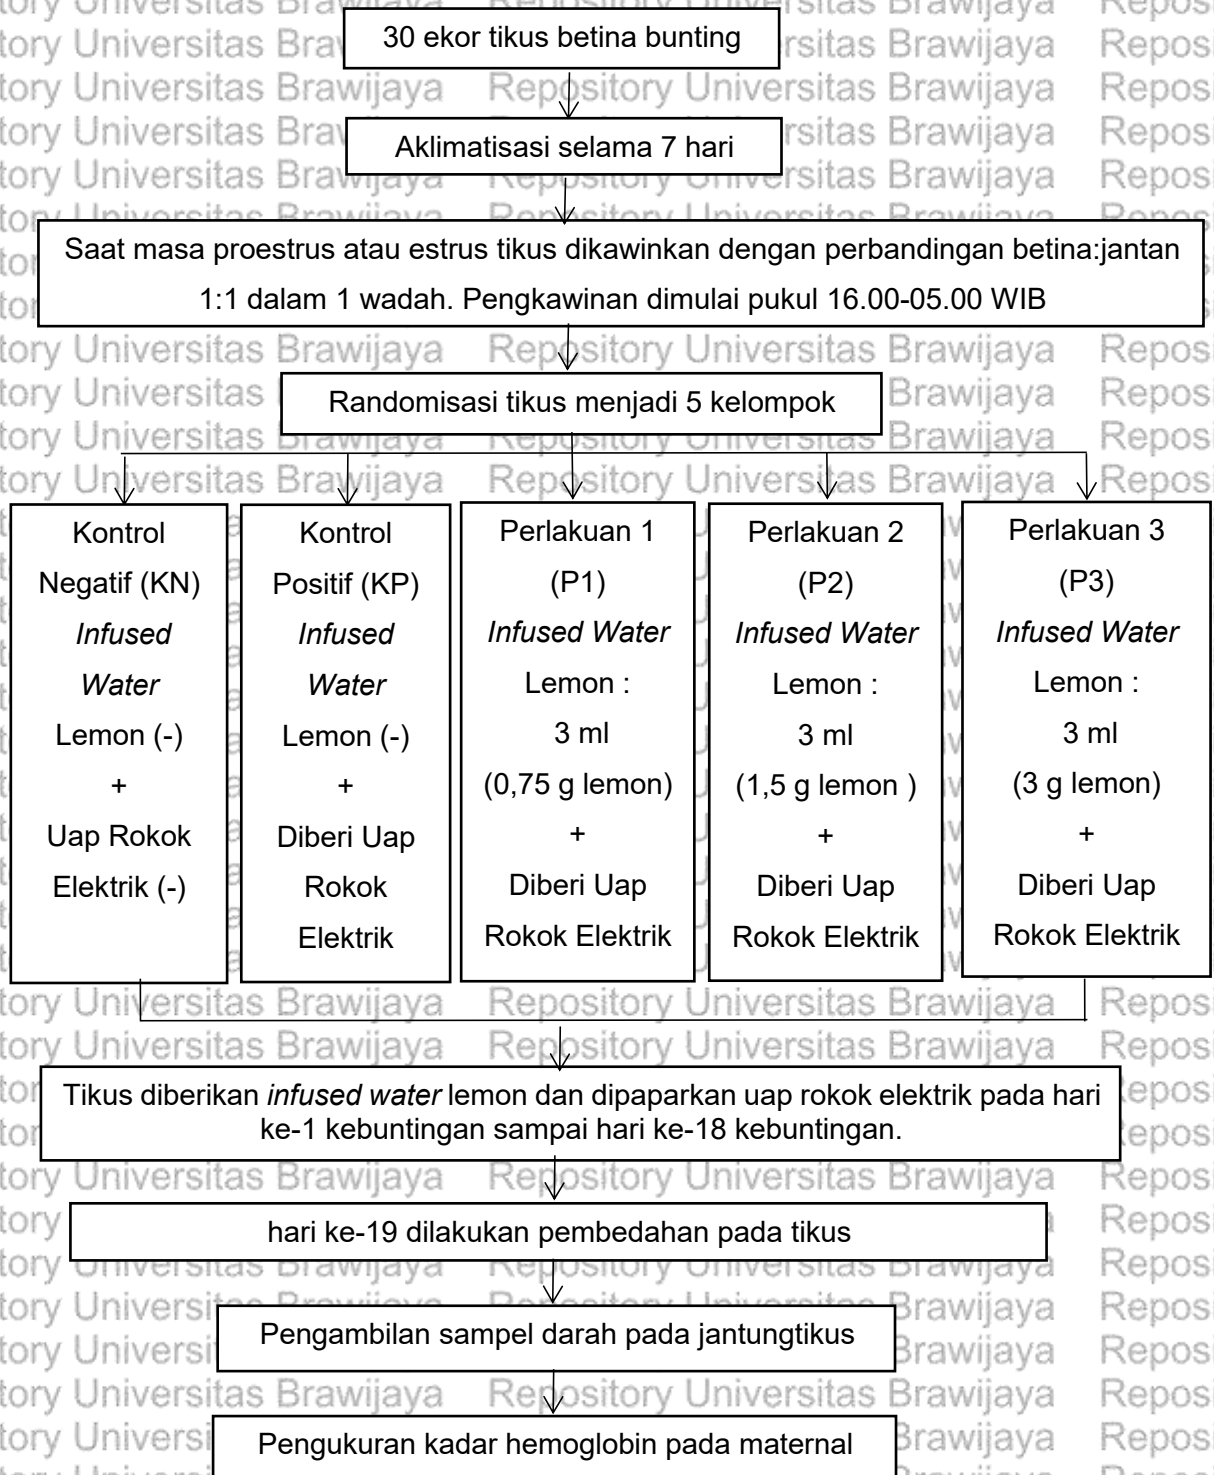 30 ekor tikus betina bunting
Aklimatisasi selama 7 hari
Saat masa proestrus atau estrus tikus dikawinkan dengan perbandingan betina:jantan
1:1 dalam 1 wadah. Pengkawinan dimulai pukul 16.00-05.00 WIB
Randomisasi tikus menjadi 5 kelompok
Kontrol
Negatif (KN)
Infused
Water
Lemon (-)
+
Uap Rokok
Elektrik (-)
Kontrol
Positif (KP)
Infused
Water
Lemon (-)
+
Diberi Uap
Rokok
Elektrik
Perlakuan 1
(P1)
Infused Water
Lemon :
3 ml
(0,75 g lemon)
+
Diberi Uap
Rokok Elektrik
Perlakuan 2
(P2)
Infused Water
Lemon :
3 ml
(1,5 g lemon )
+
Diberi Uap
Rokok Elektrik
Perlakuan 3
(P3)
Infused Water
Lemon :
3 ml
(3 g lemon)
+
Diberi Uap
Rokok Elektrik
Tikus diberikan infused water lemon dan dipaparkan uap rokok elektrik pada hari
ke-1 kebuntingan sampai hari ke-18 kebuntingan.
hari ke-19 dilakukan pembedahan pada tikus
Pengambilan sampel darah pada jantungtikus
Pengukuran kadar hemoglobin pada maternal